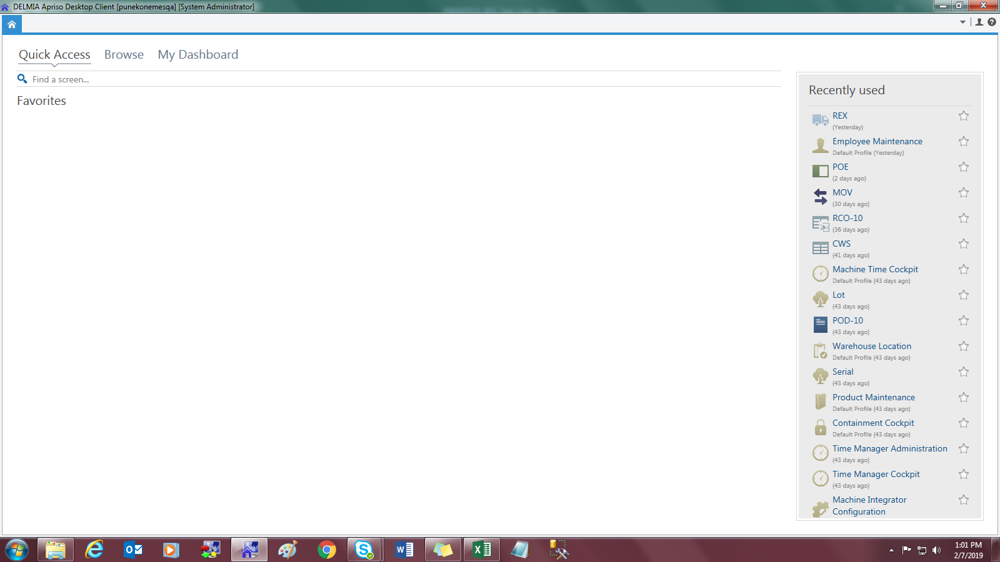 DELMIA Apriso Desktop Client [punekonemesqa] [System Administrator]
Quick Access Browse My Dashboard
Find a screen...
Favorites
Recently used
REX
(Yesterday)
Employee Maintenance
Default Profile (Yesterday)
POE
(2 days ago)
MOV
(30 days ago)
RCO-10
(36 days ago)
CWS
(41 days ago)
Machine Time Cockpit
Default Profile (43 days ago)
Lot
(43 days ago)
POD-10
(43 days ago)
Warehouse Location
Default Profile (43 days ago)
Serial
(43 days ago)
Product Maintenance
Default Profile (43 days ago)
Containment Cockpit
Default Profile (43 days ago)
Time Manager Administration
(43 days ago)
Time Manager Cockpit
(43 days ago)
Machine Integrator
Configuration
1:01 PM
2/7/2019